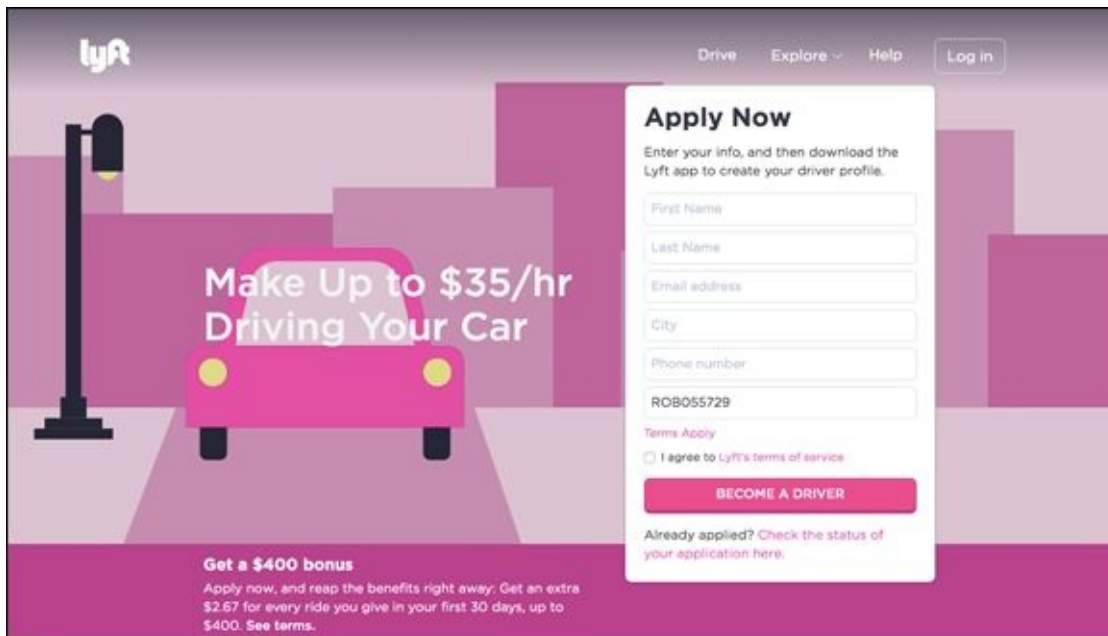 lyft
Drive Explore Help Log in
Apply Now
Enter your info, and then download the
Lyft app to create your driver profile.
First Name
Last Name
Email address
City
Phone number
ROB055729
Terms Apply
I agree to Lyft's terms of service
BECOME A DRIVER
Already applied? Check the status of
your application here.
Make Up to $35/hr
Driving Your Car
Get a $400 bonus
Apply now, and reap the benefits right away: Get an extra
$2.67 for every ride you give in your first 30 days, up to
$400. See terms.